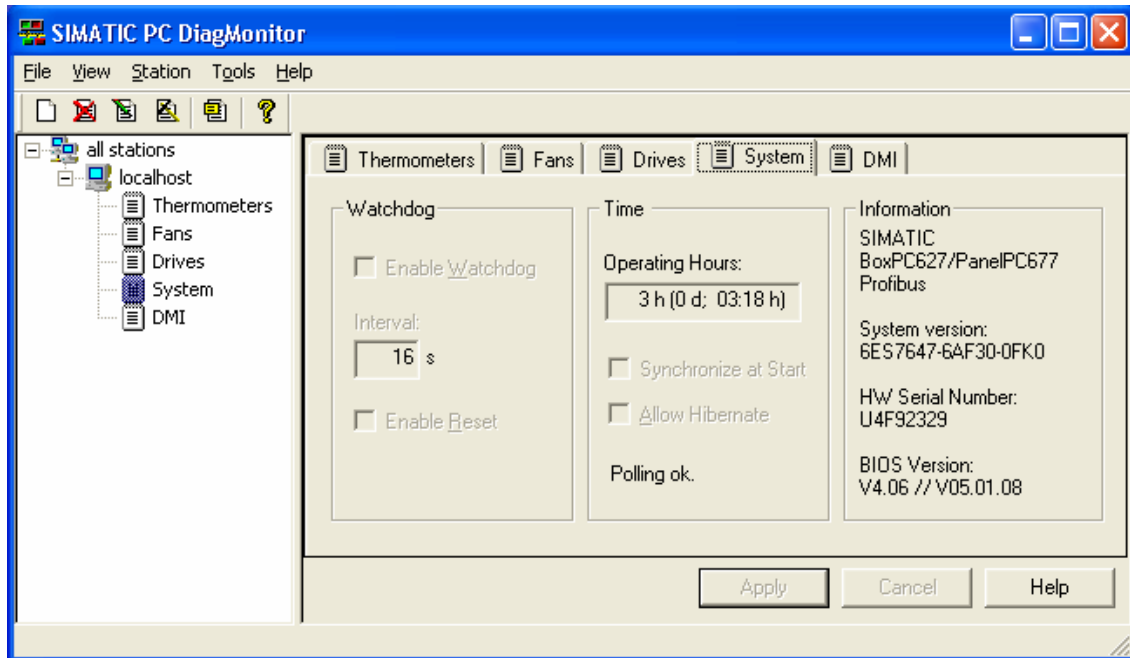 SIMATIC PC DiagMonitor
File View Station Tools Help
all stations
localhost
Thermometers
Fans
Drives
System
DMI
Thermometers Fans Drives System DMI
Watchdog
Enable Watchdog
Interval:
16 s
Enable Reset
Time
Operating Hours:
3 h (0 d; 03:18 h)
Synchronize at Start
Allow Hibernate
Polling ok.
Information
SIMATIC
BoxPC627/PanelPC677
Profibus
System version:
6ES7647-6AF30-0FK0
HW Serial Number:
U4F92329
BIOS Version:
V4.06 // V05.01.08
Apply Cancel Help